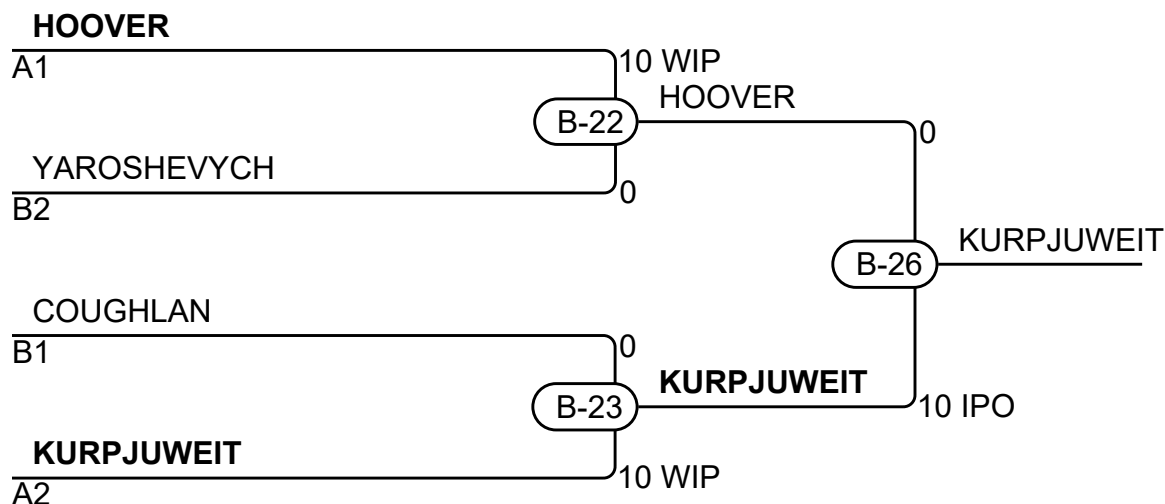 HOOVER
A1
10 WIP
HOOVER
B-22
0
YAROSHEVYCH
B2
0
KURPJUWEIT
B-26
COUGHLAN
B1
0
KURPJUWEIT
B-23
10 IPO
KURPJUWEIT
A2
10 WIP